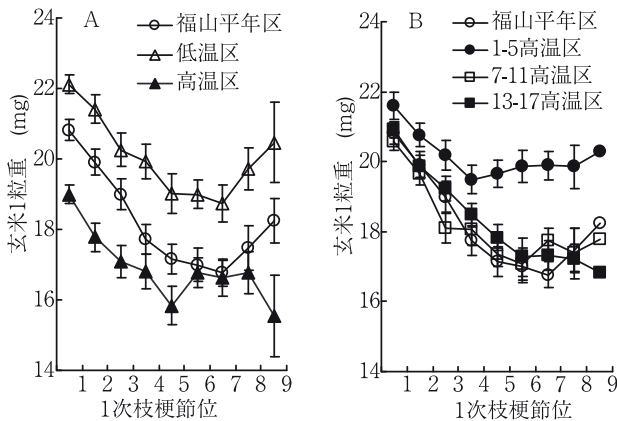 A
福山平年区
低温区
高温区
24
22
20
18
16
14
玄米1粒重 (mg)
1 2 3 4 5 6 7 8 9
1次枝梗節位
B
福山平年区
1-5高温区
7-11高温区
13-17高温区
24
22
20
18
16
14
玄米1粒重 (mg)
1 2 3 4 5 6 7 8 9
1次枝梗節位